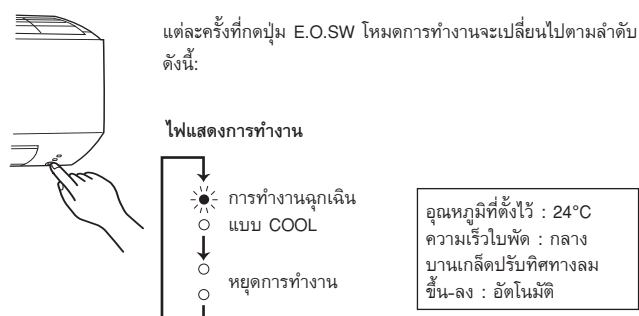 แต่ละครั้งที่กดปุ่ม E.O.SW โหมดการทำงานจะเปลี่ยนไปตามลำดับ
ดังนี้:
ไฟแสดงการทำงาน
การทำงานฉุกเฉิน
แบบ COOL
หยุดการทำงาน
อุณหภูมิที่ตั้งไว้ : 24°C
ความเร็วใบพัด : กลาง
บานเกล็ดปรับทิศทางลม
ขึ้น-ลง : อัตโนมัติ